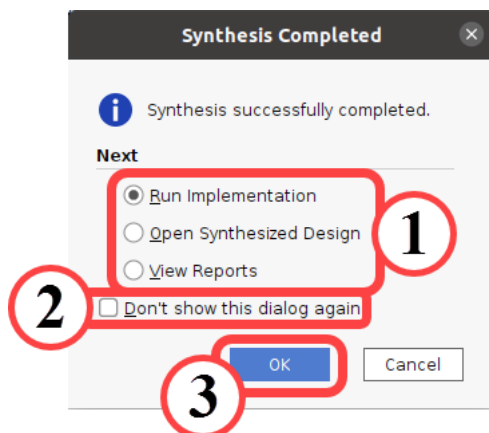 Synthesis Completed
Synthesis successfully completed.
Next
Run Implementation
Open Synthesized Design
View Reports
1
2
Don't show this dialog again
OK
Cancel
3